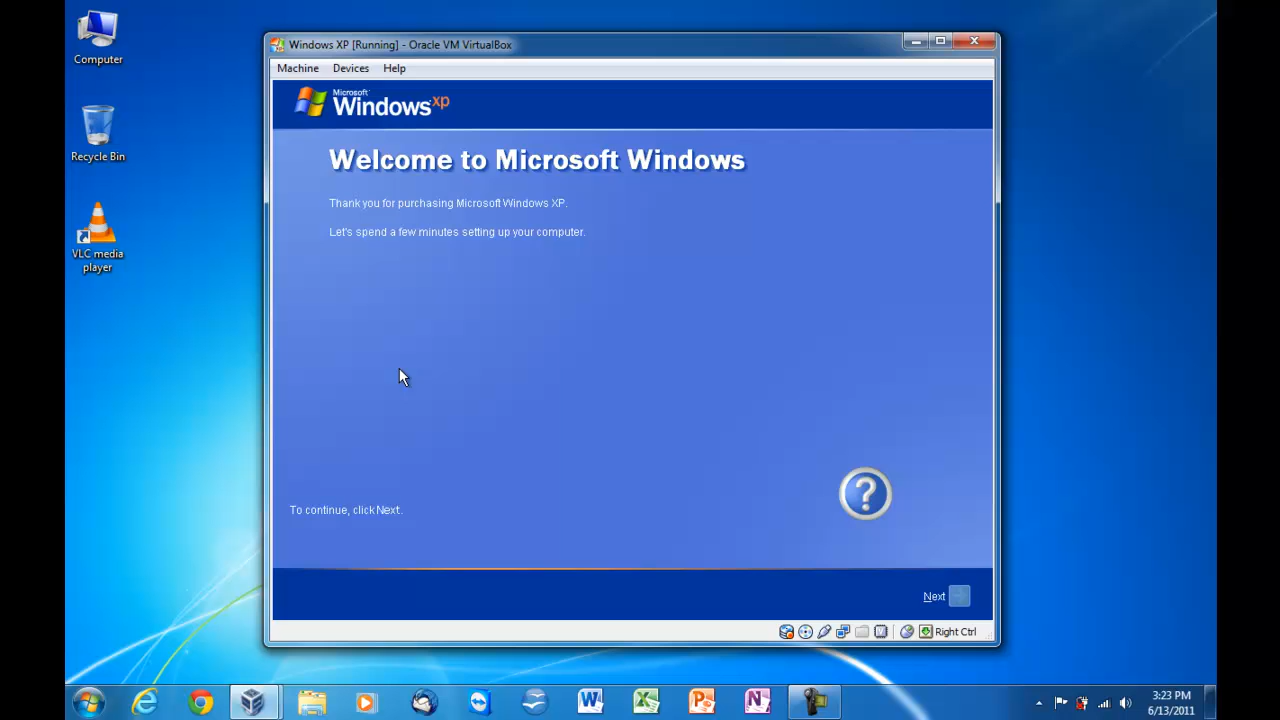 Computer
Recycle Bin
VLC media
player
Windows XP [Running] - Oracle VM VirtualBox
Machine Devices Help
Microsoft
Windows xp
Welcome to Microsoft Windows
Thank you for purchasing Microsoft Windows XP.
Let's spend a few minutes setting up your computer.
?
To continue, click Next.
Next
Right Ctrl
3:23 PM
6/13/2011